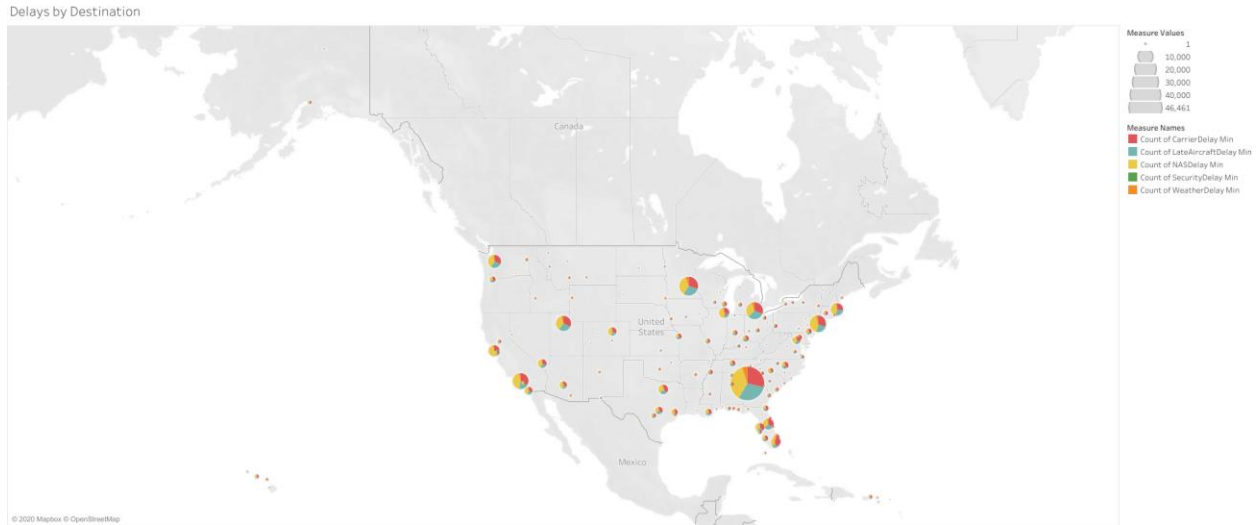 Delays by Destination
Canada
United
States
Mexico
© 2020 Mapbox © OpenStreetMap
Measure Values
1
10,000
20,000
30,000
40,000
46,461
Measure Names
Count of CarrierDelay Min
Count of LateAircraftDelay Min
Count of NASDelay Min
Count of SecurityDelay Min
Count of WeatherDelay Min